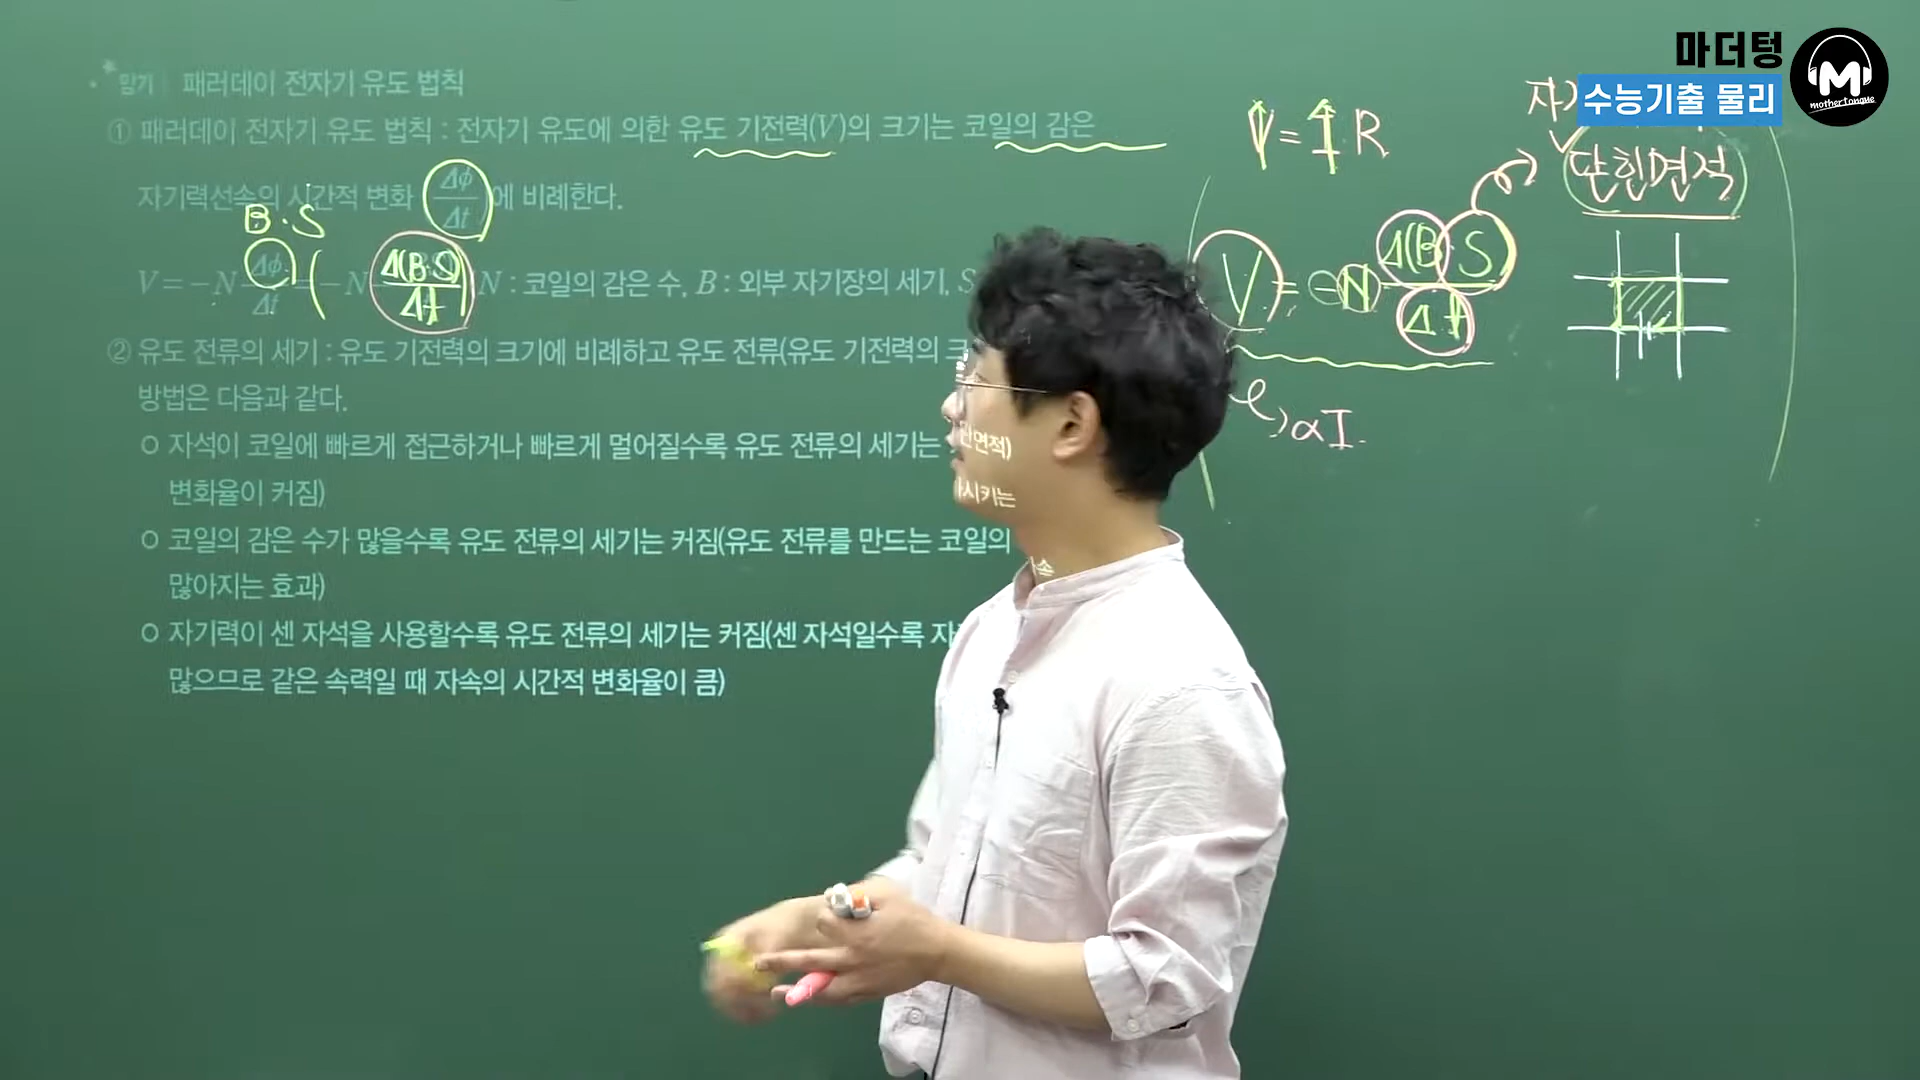 마더텅
수능기출 물리
mothertongue
암기 패러데이 전자기 유도 법칙
① 패러데이 전자기 유도 법칙 : 전자기 유도에 의한 유도 기전력(V)의 크기는 코일의 감은
자기력선속의 시간적 변화 Δϕ/Δt 에 비례한다.
B·S
V=-N Δϕ/Δt -N Δ(B·S)/Δt N : 코일의 감은 수, B : 외부 자기장의 세기, S
② 유도 전류의 세기 : 유도 기전력의 크기에 비례하고 유도 전류(유도 기전력의
방법은 다음과 같다.
○ 자석이 코일에 빠르게 접근하거나 빠르게 멀어질수록 유도 전류의 세기는
변화율이 커짐)
○ 코일의 감은 수가 많을수록 유도 전류의 세기는 커짐(유도 전류를 만드는 코일의
많아지는 효과)
○ 자기력이 센 자석을 사용할수록 유도 전류의 세기는 커짐(센 자석일수록
많으므로 같은 속력일 때 자속의 시간적 변화율이 큼)
단면적)
시키는
V = I R
닫힌면적
V = -N Δ(B·S)/Δt
∝ I